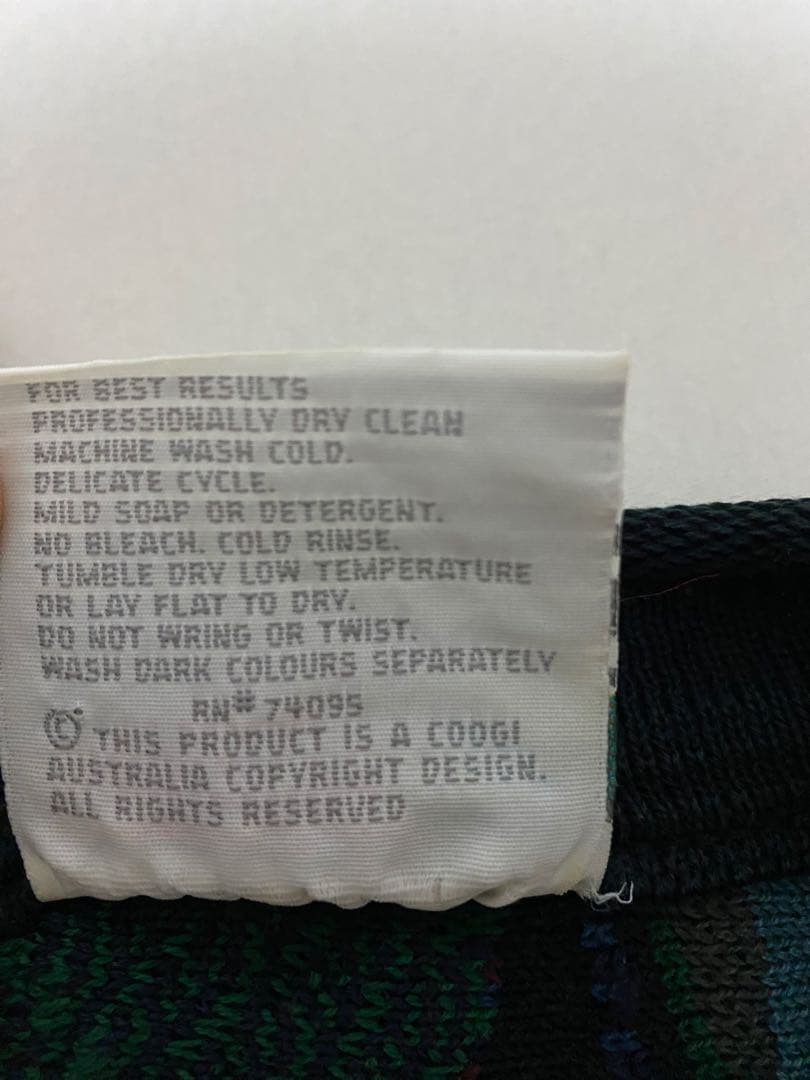 FOR BEST RESULTS
PROFESSIONALLY DRY CLEAN
MACHINE WASH COLD.
DELICATE CYCLE.
MILD SOAP OR DETERGENT.
NO BLEACH. COLD RINSE.
TUMBLE DRY LOW TEMPERATURE
OR LAY FLAT TO DRY.
DO NOT WRING OR TWIST.
WASH DARK COLOURS SEPARATELY
RN# 74095
© THIS PRODUCT IS A COOGI
AUSTRALIA COPYRIGHT DESIGN.
ALL RIGHTS RESERVED